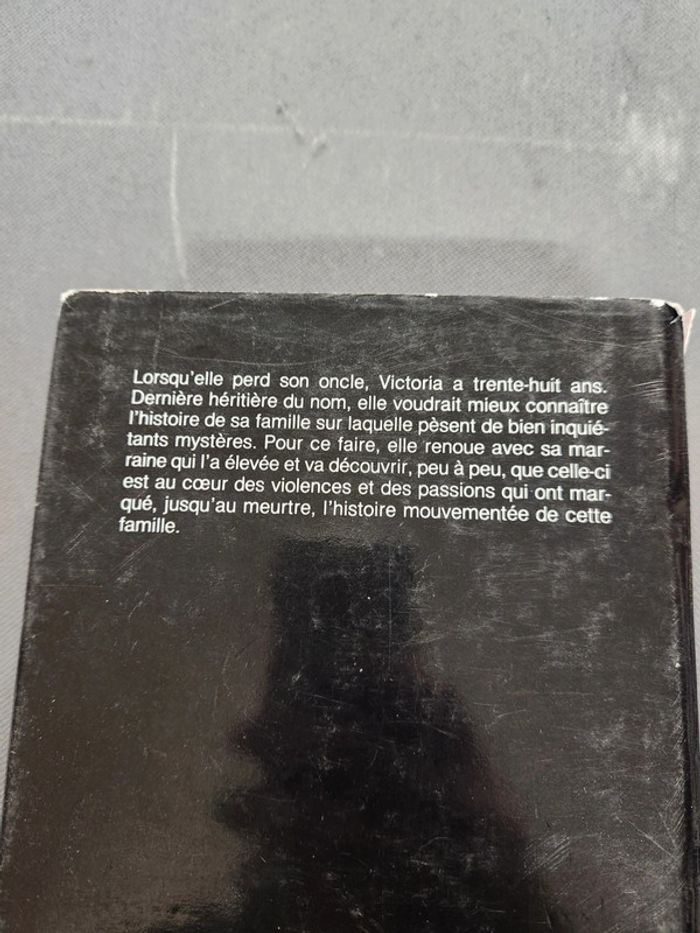 Lorsqu'elle perd son oncle, Victoria a trente-huit ans.
Dernière héritière du nom, elle voudrait mieux connaître
l'histoire de sa famille sur laquelle pèsent de bien inquié-
tants mystères. Pour ce faire, elle renoue avec sa mar-
raine qui l'a élevée et va découvrir, peu à peu, que celle-ci
est au cœur des violences et des passions qui ont mar-
qué, jusqu'au meurtre, l'histoire mouvementée de cette
famille.